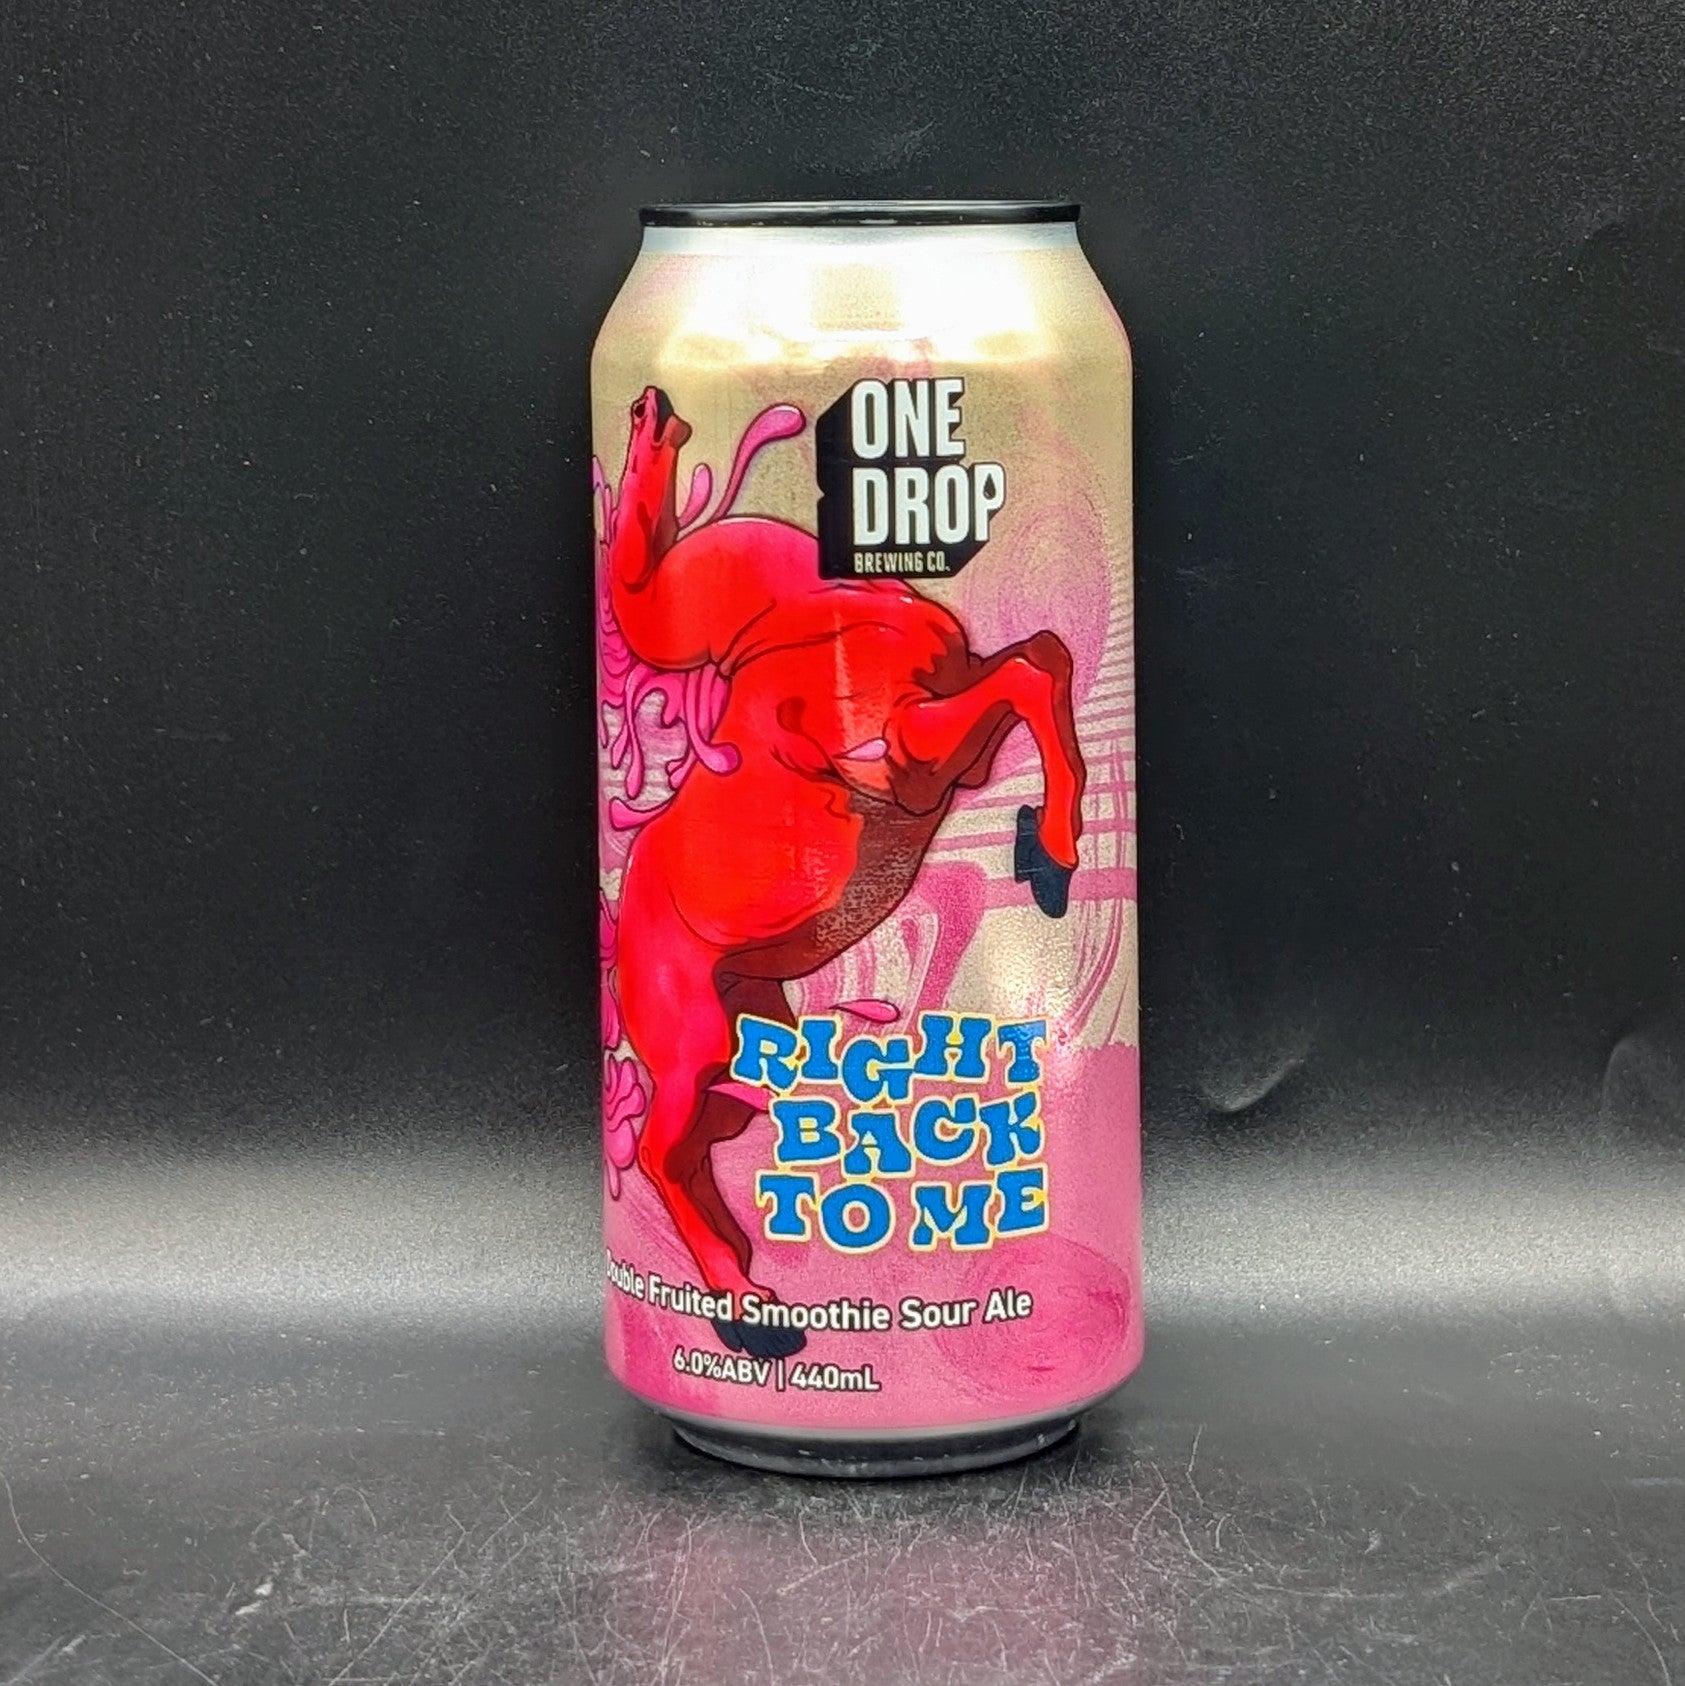 ONE
DROP
BREWING CO.
RIGHT
BACK
TO ME
Double Fruited Smoothie Sour Ale
6.0%ABV | 440mL